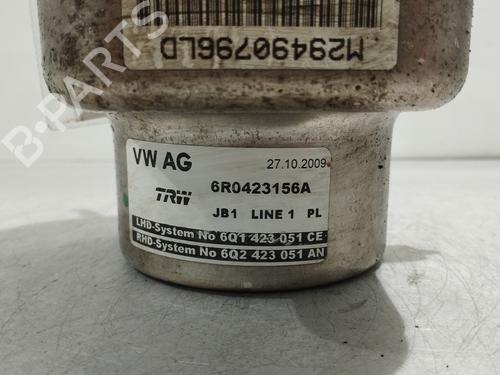 M29490796LD
B-PARTS
VW AG 27.10.2009
TRW 6R0423156A
JB1 LINE 1 PL
LHD-System No 6Q1 423 051 CE
RHD-System No 6Q2 423 051 AN